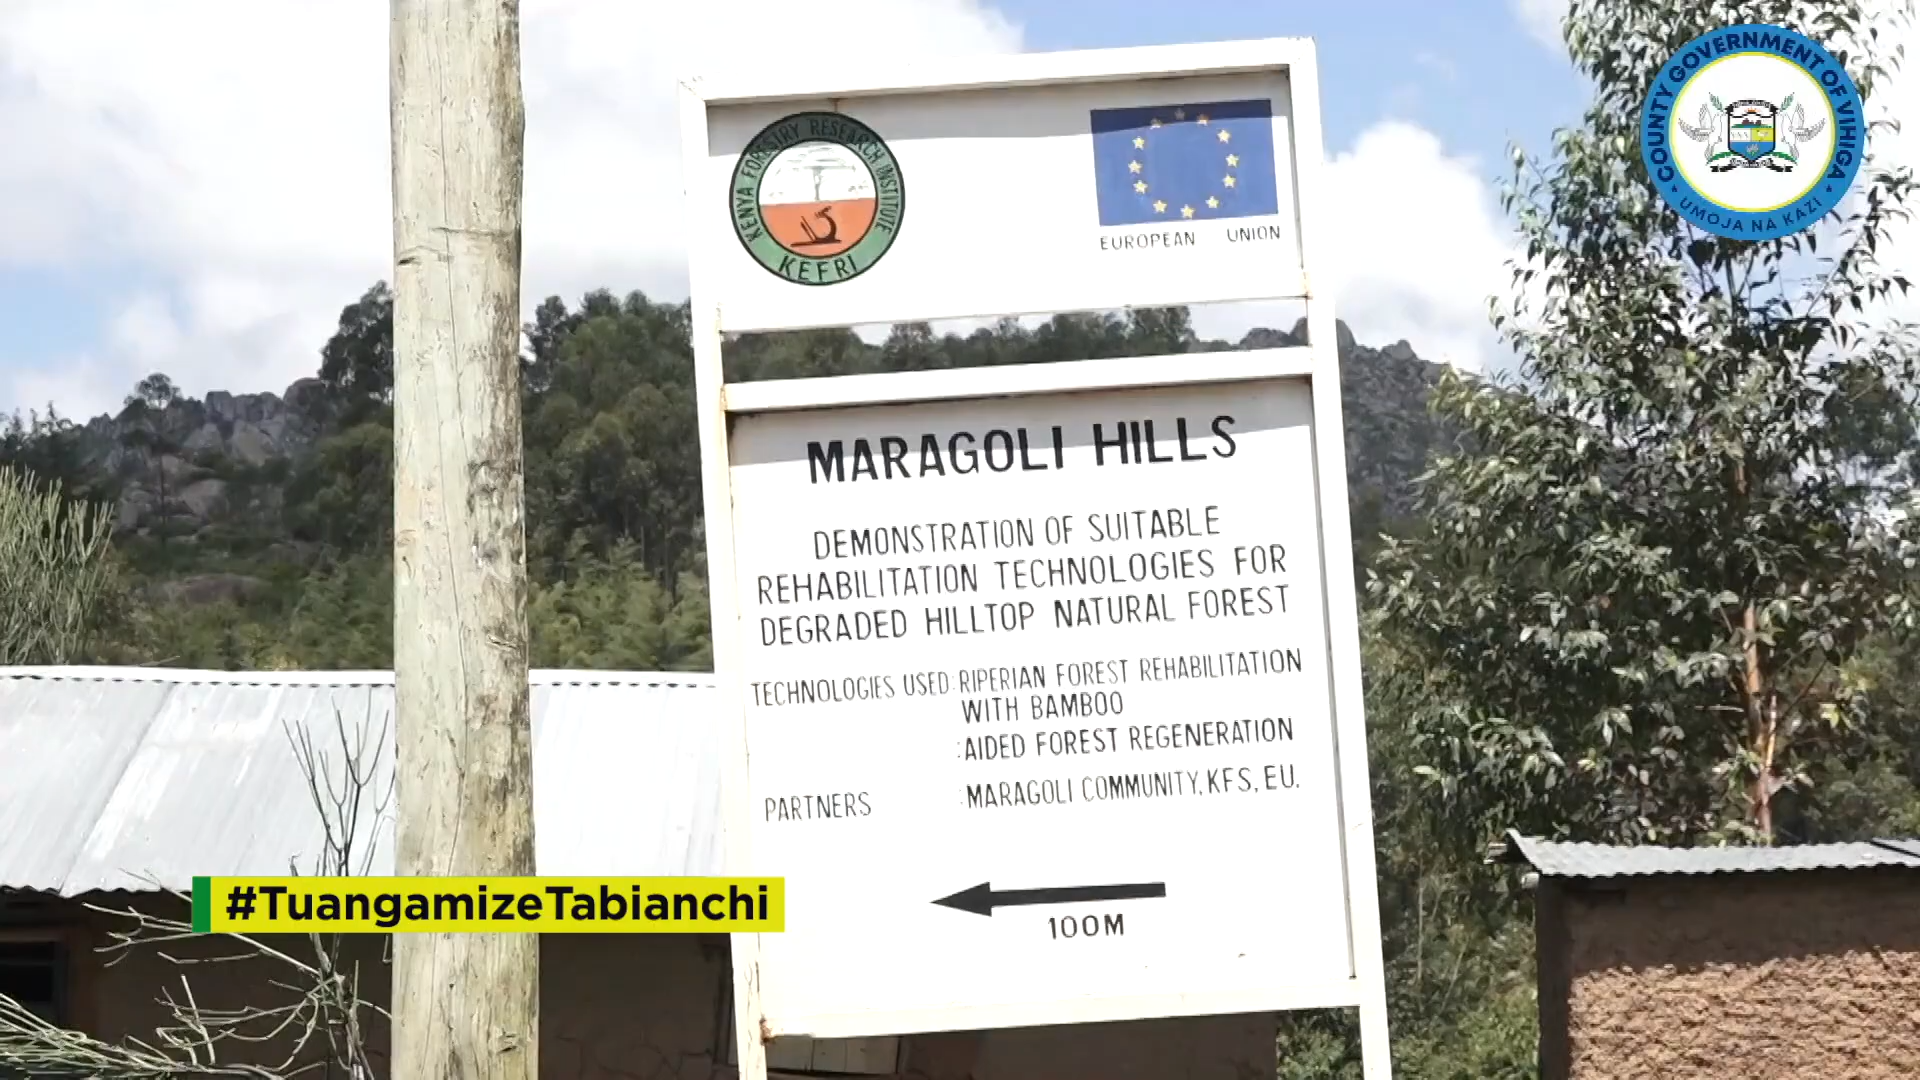 KENYA FORESTRY RESEARCH INSTITUTE
KEFRI
EUROPEAN UNION
COUNTY GOVERNMENT OF VIHIGA
UMOJA NA KAZI
MARAGOLI HILLS
DEMONSTRATION OF SUITABLE
REHABILITATION TECHNOLOGIES FOR
DEGRADED HILLTOP NATURAL FOREST
TECHNOLOGIES USED:RIPERIAN FOREST REHABILITATION
WITH BAMBOO
:AIDED FOREST REGENERATION
PARTNERS :MARAGOLI COMMUNITY, KFS, EU.
100M
#TuangamizeTabianchi